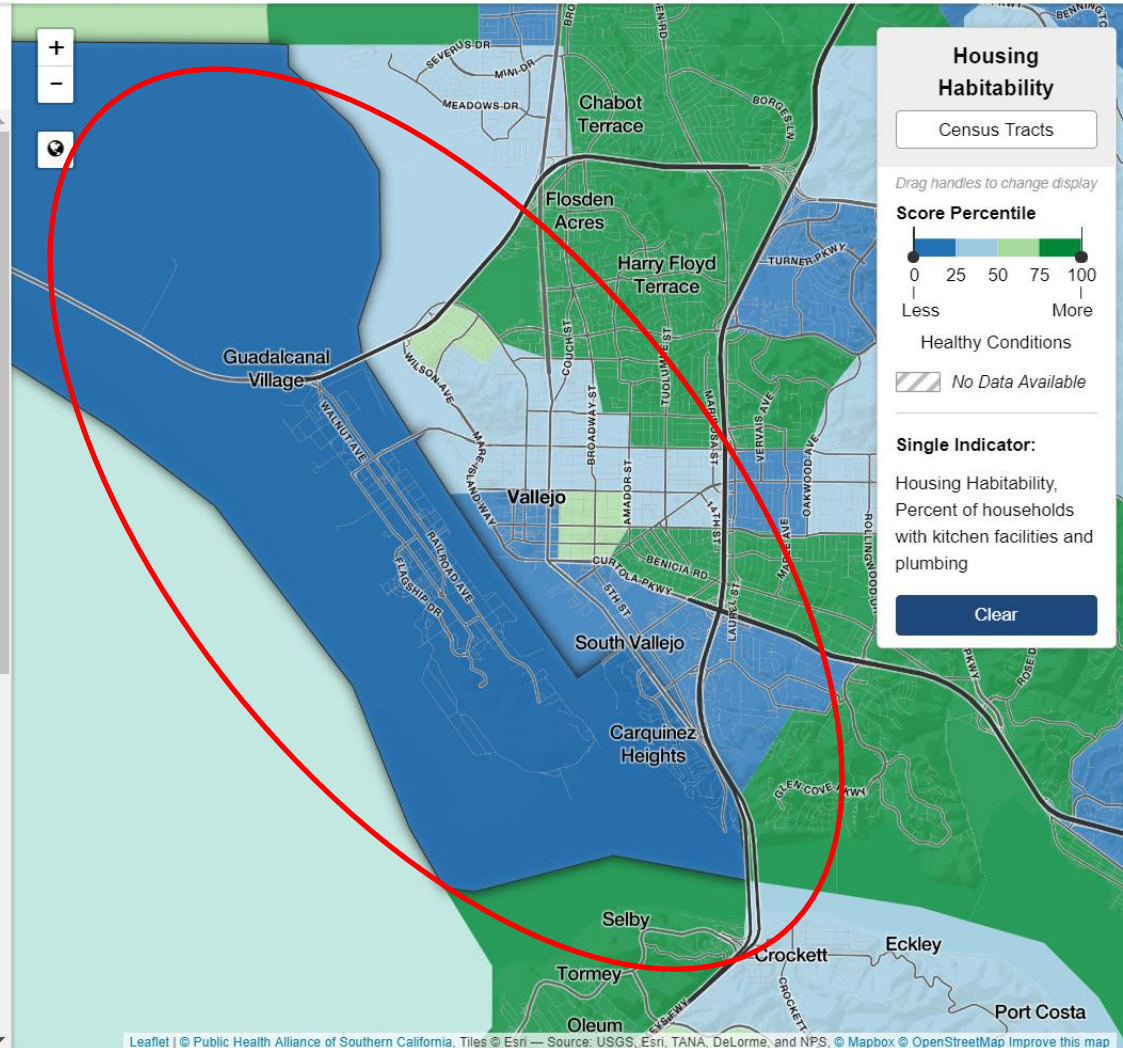 +
−
Housing
Habitability
Census Tracts
Drag handles to change display
Score Percentile
0 25 50 75 100
Less More
Healthy Conditions
No Data Available
Single Indicator:
Housing Habitability,
Percent of households
with kitchen facilities and
plumbing
Clear
SEVERUS DR
MINI DR
MEADOWS DR
Chabot
Terrace
BORGES LN
Flosden
Acres
Harry Floyd
Terrace
TURNER PKWY
Guadalcanal
Village
WILSON AVE
COUCH ST
TUOLUMNE ST
WALNUT AVE
MARE ISLAND WAY
BROADWAY ST
MARIPOSA ST
VERVAIS AVE
OAKWOOD AVE
Vallejo
AMADOR ST
14TH ST
RAILROAD AVE
FLAGSHIP DR
CURTOLA PKWY
BENICIA RD
5TH ST
LAUREL ST
South Vallejo
Carquinez
Heights
GLEN COVE PKWY
PKWY
Selby
Crockett
Eckley
Tormey
Port Costa
Oleum
Leaflet | © Public Health Alliance of Southern California, Tiles © Esri — Source: USGS, Esri, TANA, DeLorme, and NPS, © Mapbox © OpenStreetMap Improve this map